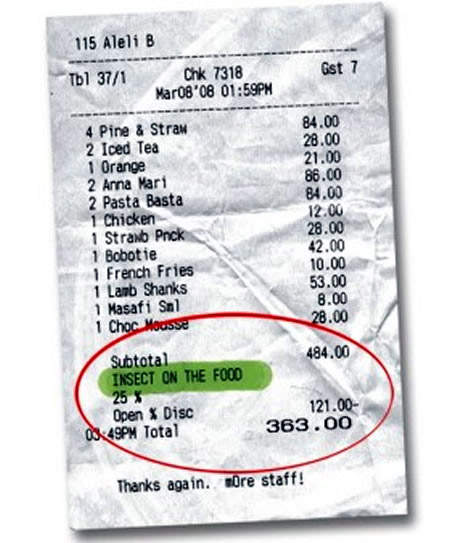 115 Aleli B
Tbl 37/1 Chk 7318 Gst 7
Mar08'08 01:59PM
4 Pine & Straw 84.00
2 Iced Tea 28.00
1 Orange 21.00
2 Anna Mari 86.00
2 Pasta Basta 84.00
1 Chicken 12.00
1 Strawb Pnck 28.00
1 Bobotie 42.00
1 French Fries 10.00
1 Lamb Shanks 53.00
1 Masafi Sml 8.00
1 Choc Mousse 28.00
Subtotal 484.00
INSECT ON THE FOOD
25 %
Open % Disc 121.00-
03:49PM Total 363.00
Thanks again. mOre staff!